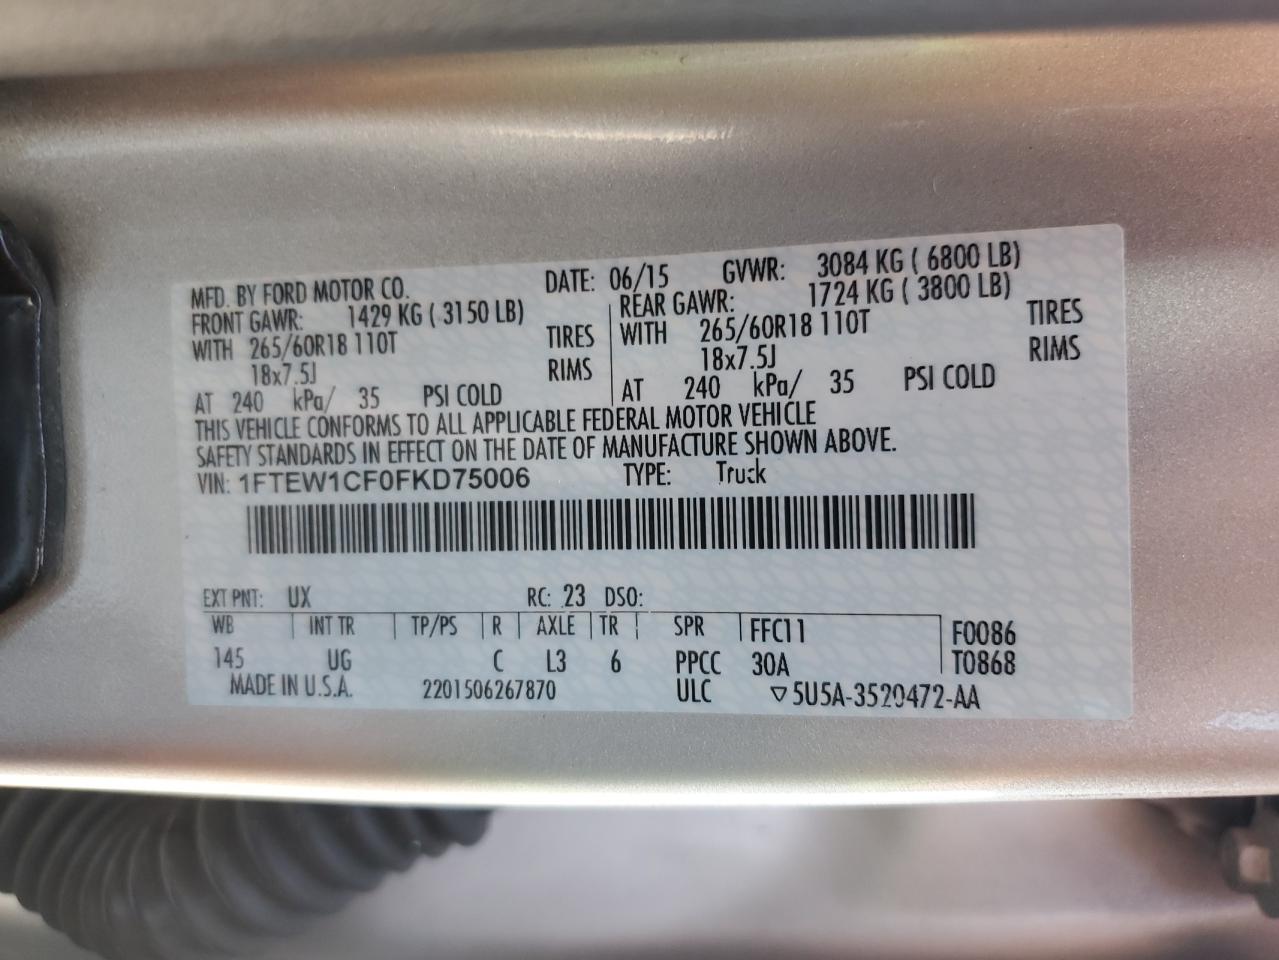 MFD. BY FORD MOTOR CO. DATE: 06/15 GVWR: 3084 KG ( 6800 LB)
FRONT GAWR: 1429 KG ( 3150 LB) REAR GAWR: 1724 KG ( 3800 LB)
WITH 265/60R18 110T TIRES WITH 265/60R18 110T TIRES
18x7.5J RIMS 18x7.5J RIMS
AT 240 kPa/ 35 PSI COLD AT 240 kPa/ 35 PSI COLD
THIS VEHICLE CONFORMS TO ALL APPLICABLE FEDERAL MOTOR VEHICLE
SAFETY STANDARDS IN EFFECT ON THE DATE OF MANUFACTURE SHOWN ABOVE.
VIN: 1FTEW1CF0FKD75006 TYPE: Truck
EXT PNT: UX RC: 23 DSO:
WB INT TR TP/PS R AXLE TR SPR FFC11 F0086
145 UG C L3 6 PPCC 30A T0868
MADE IN U.S.A. 2201506267870 ULC ▽5U5A-3520472-AA